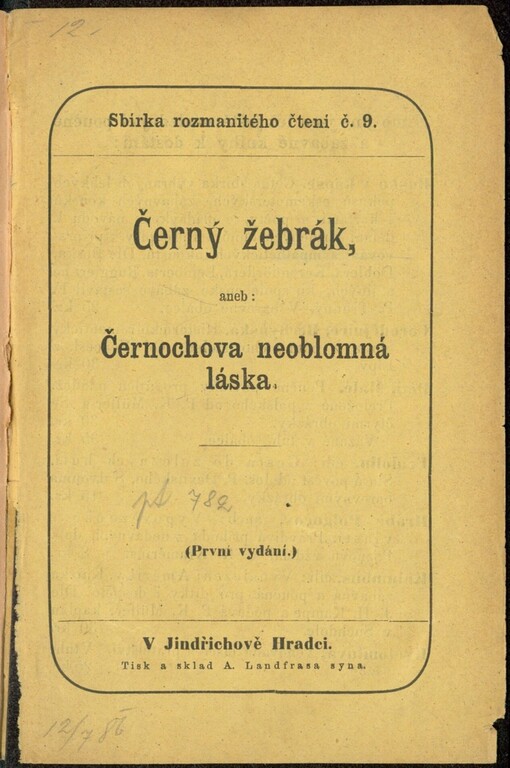 12.
Sbírka rozmanitého čtení č. 9.
Černý žebrák,
aneb:
Černochova neoblomná
láska.
782
(První vydání.)
V Jindřichově Hradci.
Tisk a sklad A. Landfrasa syna.
12/7 86